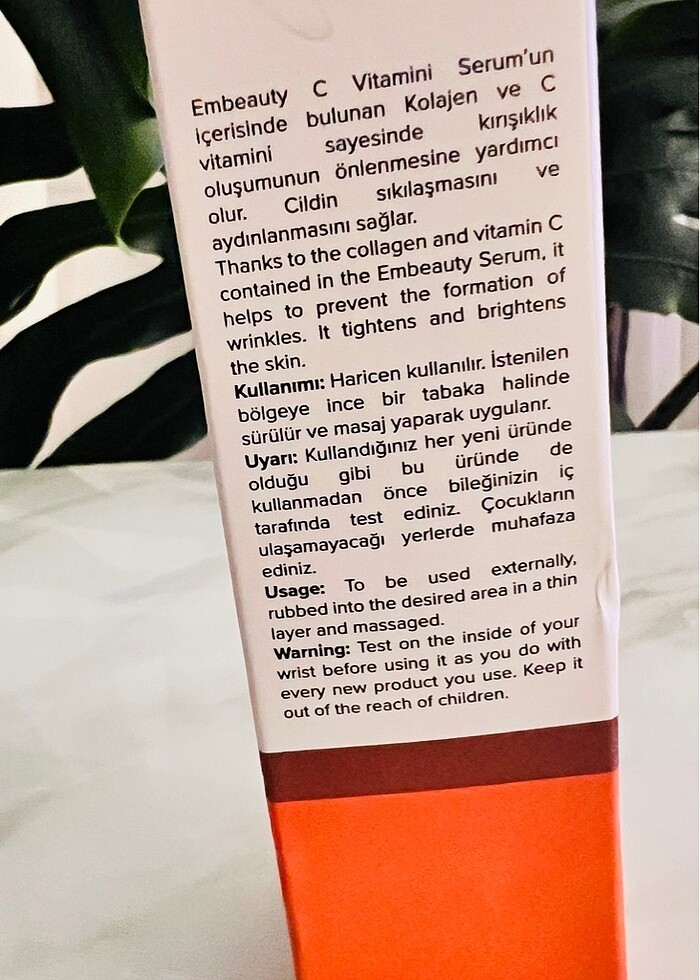 Embeauty C Vitamini Serum'un
içerisinde bulunan Kolajen ve C
vitamini sayesinde kırışıklık
oluşumunun önlenmesine yardımcı
olur. Cildin sıkılaşmasını ve
aydınlanmasını sağlar.
Thanks to the collagen and vitamin C
contained in the Embeauty Serum, it
helps to prevent the formation of
wrinkles. It tightens and brightens
the skin.
Kullanımı: Haricen kullanılır. İstenilen
bölgeye ince bir tabaka halinde
sürülür ve masaj yaparak uygulanr.
Uyarı: Kullandığınız her yeni üründe
olduğu gibi bu üründe de
kullanmadan önce bileğinizin iç
tarafında test ediniz. Çocukların
ulaşamayacağı yerlerde muhafaza
ediniz.
Usage: To be used externally,
rubbed into the desired area in a thin
layer and massaged.
Warning: Test on the inside of your
wrist before using it as you do with
every new product you use. Keep it
out of the reach of children.